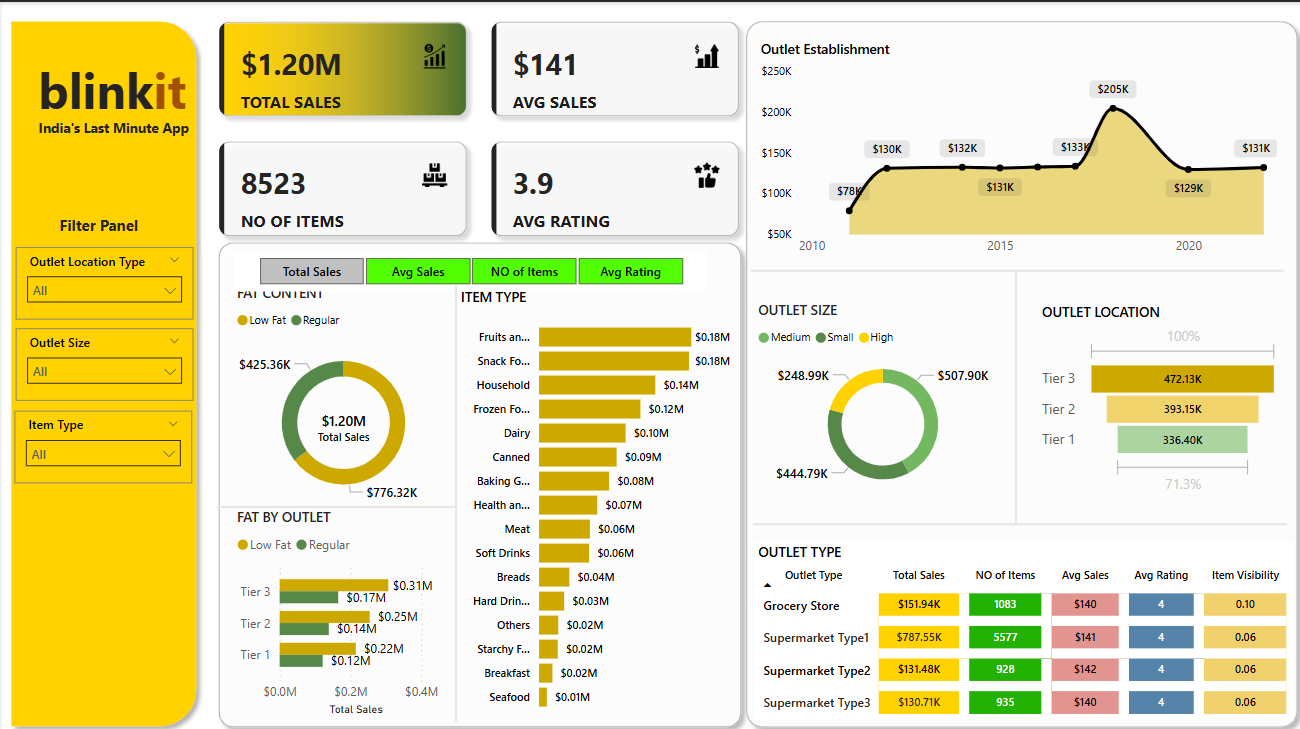 blinkit
India's Last Minute App
Filter Panel
Outlet Location Type
All
Outlet Size
All
Item Type
All
$1.20M
TOTAL SALES
$141
AVG SALES
8523
NO OF ITEMS
3.9
AVG RATING
Total Sales Avg Sales NO of Items Avg Rating
FAT CONTENT
Low Fat Regular
$425.36K
$1.20M
Total Sales
$776.32K
FAT BY OUTLET
Low Fat Regular
Tier 3 $0.31M
$0.17M
Tier 2 $0.25M
$0.14M
Tier 1 $0.22M
$0.12M
$0.0M $0.2M $0.4M
Total Sales
ITEM TYPE
Fruits an... $0.18M
Snack Fo... $0.18M
Household $0.14M
Frozen Fo... $0.12M
Dairy $0.10M
Canned $0.09M
Baking G... $0.08M
Health an... $0.07M
Meat $0.06M
Soft Drinks $0.06M
Breads $0.04M
Hard Drin... $0.03M
Others $0.02M
Starchy F... $0.02M
Breakfast $0.02M
Seafood $0.01M
Outlet Establishment
$250K
$200K
$150K
$100K
$50K
$78K $130K $132K $131K $133K $205K $129K $131K
2010 2015 2020
OUTLET SIZE
Medium Small High
$248.99K $507.90K
$444.79K
OUTLET LOCATION
100%
Tier 3 472.13K
Tier 2 393.15K
Tier 1 336.40K
71.3%
OUTLET TYPE
Outlet Type Total Sales NO of Items Avg Sales Avg Rating Item Visibility
Grocery Store $151.94K 1083 $140 4 0.10
Supermarket Type1 $787.55K 5577 $141 4 0.06
Supermarket Type2 $131.48K 928 $142 4 0.06
Supermarket Type3 $130.71K 935 $140 4 0.06